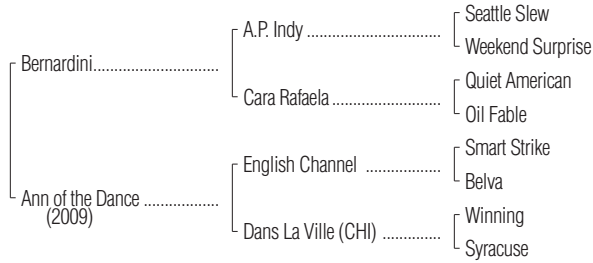 Seattle Slew
A.P. Indy ..............................
Weekend Surprise
Bernardini............................
Quiet American
Cara Rafaela ........................
Oil Fable
Smart Strike
English Channel .................
Belva
Ann of the Dance .................
(2009)
Winning
Dans La Ville (CHI) .............
Syracuse